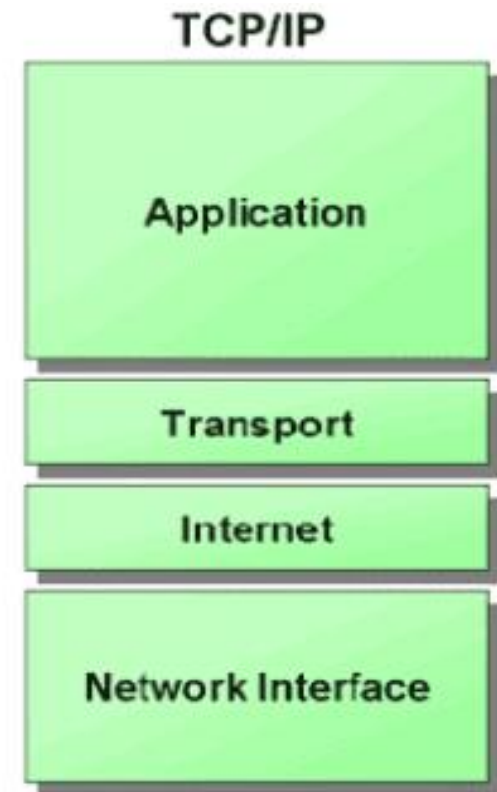 TCP/IP
Application
Transport
Internet
Network Interface